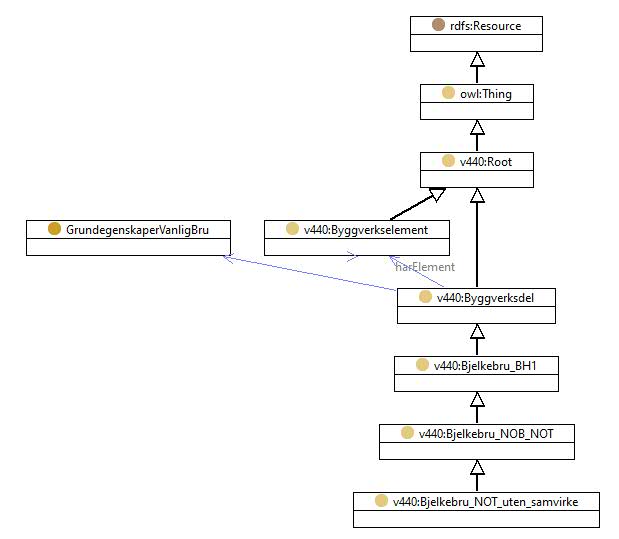 rdfs:Resource
owl:Thing
v440:Root
GrundegenskaperVanligBru
v440:Byggverkselement
harElement
v440:Byggverksdel
v440:Bjelkebru_BH1
v440:Bjelkebru_NOB_NOT
v440:Bjelkebru_NOT_uten_samvirke